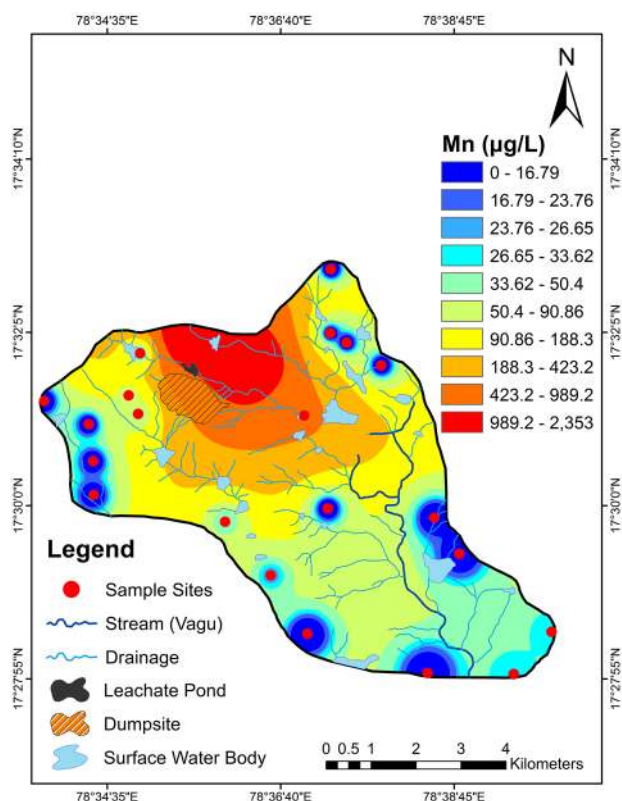 78°34'35"E 78°36'40"E 78°38'45"E
N
17°34'10"N 17°34'10"N
Mn (µg/L)
0 - 16.79
16.79 - 23.76
23.76 - 26.65
26.65 - 33.62
33.62 - 50.4
50.4 - 90.86
90.86 - 188.3
188.3 - 423.2
423.2 - 989.2
989.2 - 2,353
17°32'5"N 17°32'5"N
17°30'0"N 17°30'0"N
Legend
Sample Sites
Stream (Vagu)
Drainage
Leachate Pond
Dumpsite
Surface Water Body
17°27'55"N 17°27'55"N
0 0.5 1 2 3 4
Kilometers
78°34'35"E 78°36'40"E 78°38'45"E